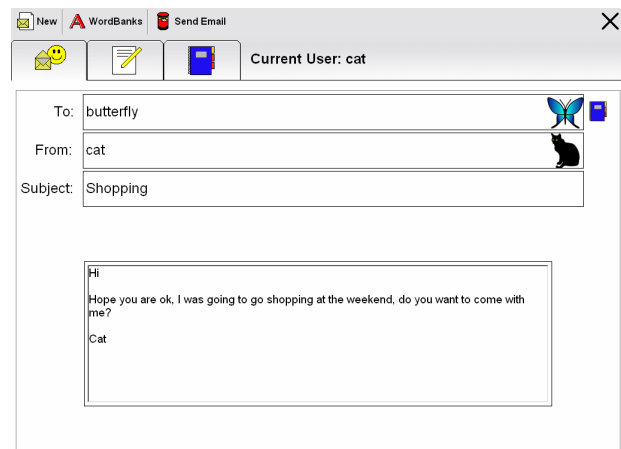 New WordBanks Send Email
Current User: cat
To: butterfly
From: cat
Subject: Shopping
Hi
Hope you are ok, I was going to go shopping at the weekend, do you want to come with
me?
Cat